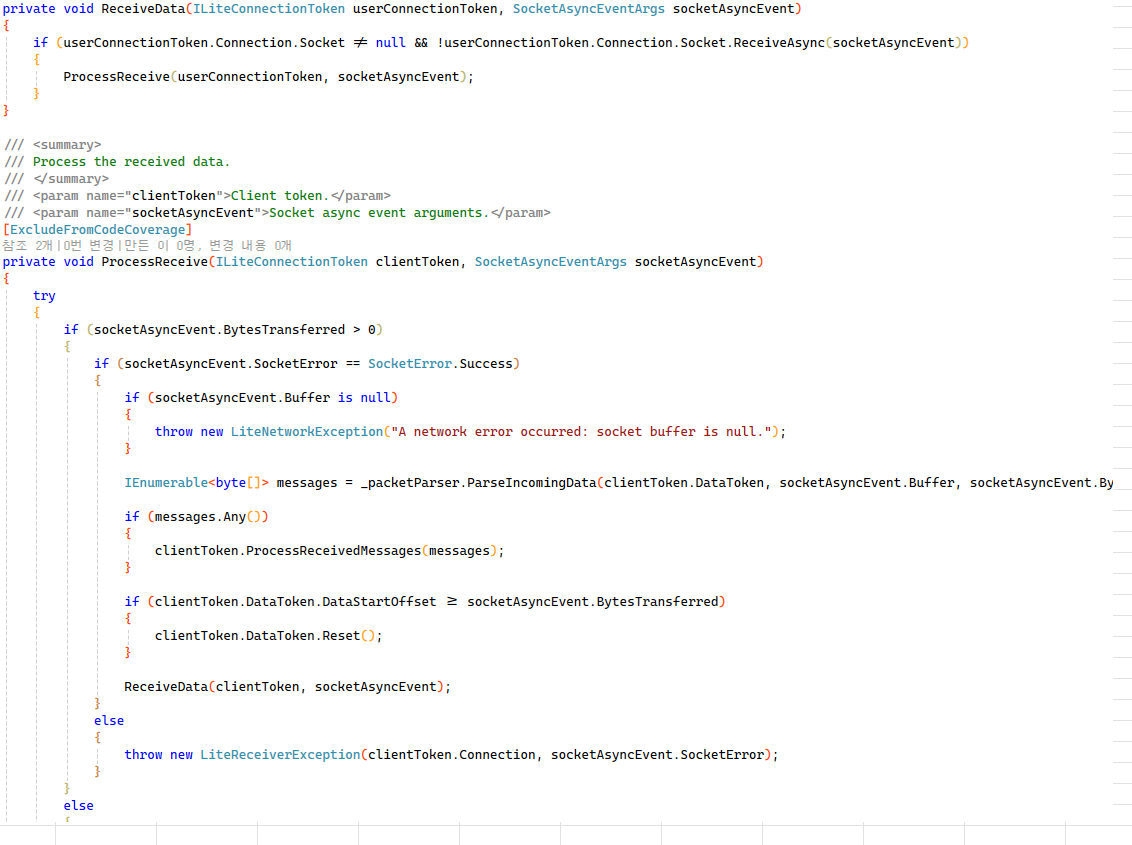 private void ReceiveData(ILiteConnectionToken userConnectionToken, SocketAsyncEventArgs socketAsyncEvent)
{
    if (userConnectionToken.Connection.Socket ≠ null && !userConnectionToken.Connection.Socket.ReceiveAsync(socketAsyncEvent))
    {
        ProcessReceive(userConnectionToken, socketAsyncEvent);
    }
}
/// <summary>
/// Process the received data.
/// </summary>
/// <param name="clientToken">Client token.</param>
/// <param name="socketAsyncEvent">Socket async event arguments.</param>
[ExcludeFromCodeCoverage]
참조 2개|0번 변경|만든 이 0명, 변경 내용 0개
private void ProcessReceive(ILiteConnectionToken clientToken, SocketAsyncEventArgs socketAsyncEvent)
{
    try
    {
        if (socketAsyncEvent.BytesTransferred > 0)
        {
            if (socketAsyncEvent.SocketError == SocketError.Success)
            {
                if (socketAsyncEvent.Buffer is null)
                {
                    throw new LiteNetworkException("A network error occurred: socket buffer is null.");
                }
                IEnumerable<byte[]> messages = _packetParser.ParseIncomingData(clientToken.DataToken, socketAsyncEvent.Buffer, socketAsyncEvent.By
                if (messages.Any())
                {
                    clientToken.ProcessReceivedMessages(messages);
                }
                if (clientToken.DataToken.DataStartOffset ≥ socketAsyncEvent.BytesTransferred)
                {
                    clientToken.DataToken.Reset();
                }
                ReceiveData(clientToken, socketAsyncEvent);
            }
            else
            {
                throw new LiteReceiverException(clientToken.Connection, socketAsyncEvent.SocketError);
            }
        }
        else
        {